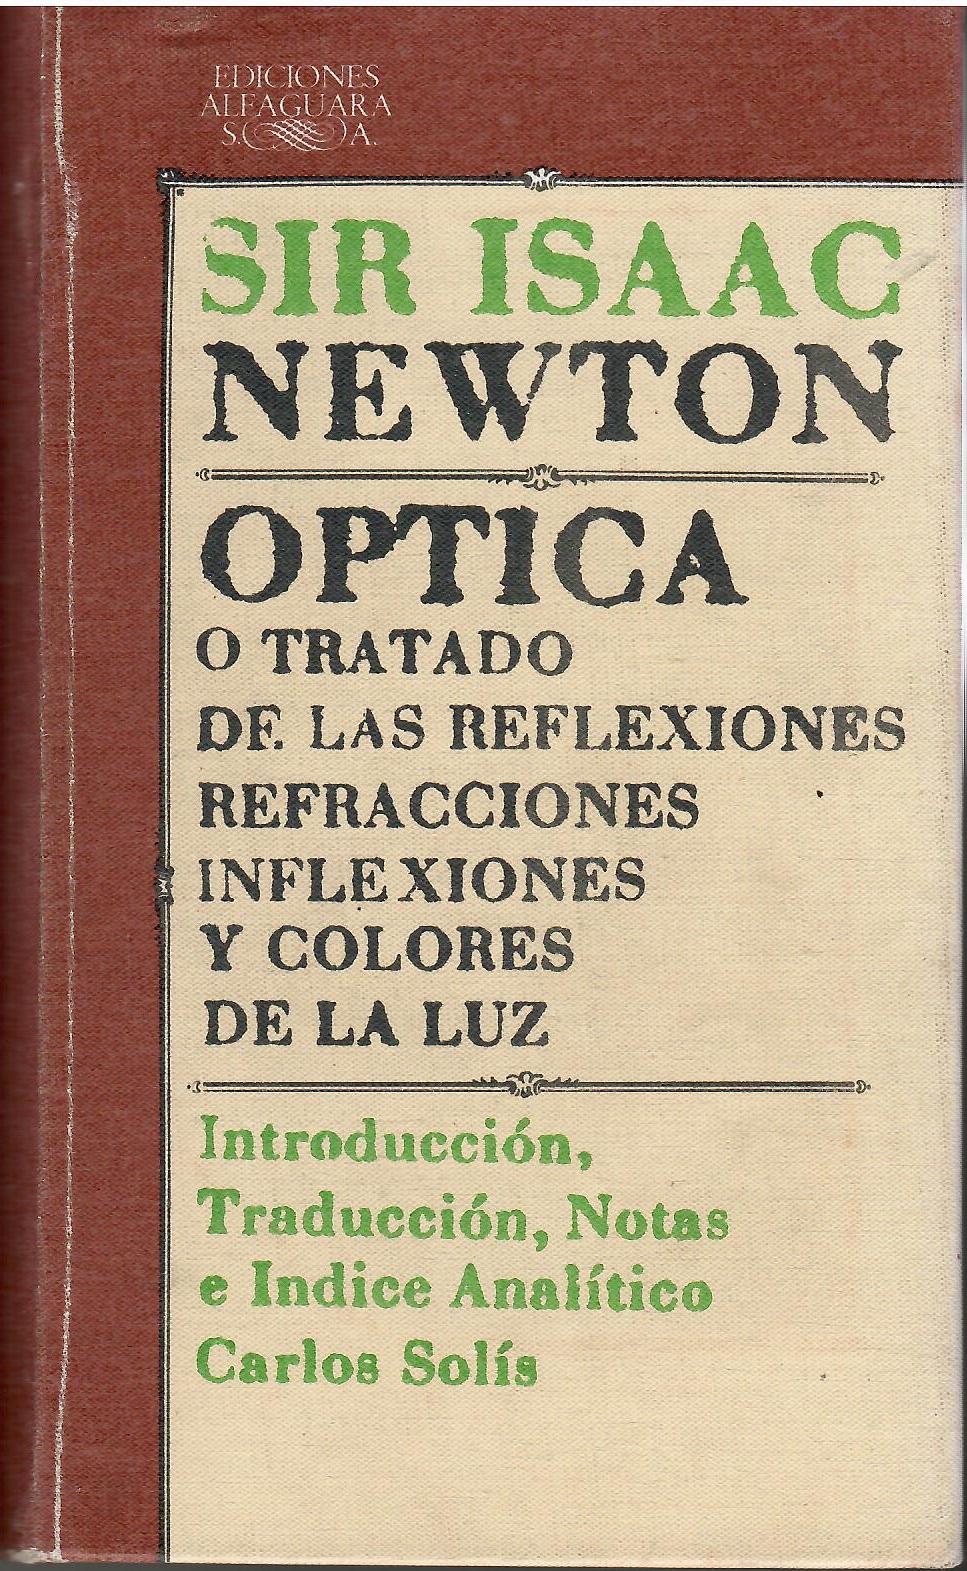 EDICIONES
ALFAGUARA
S. A.
SIR ISAAC
NEWTON
OPTICA
O TRATADO
DE LAS REFLEXIONES
REFRACCIONES
INFLEXIONES
Y COLORES
DE LA LUZ
Introducción,
Traducción, Notas
e Indice Analítico
Carlos Solís